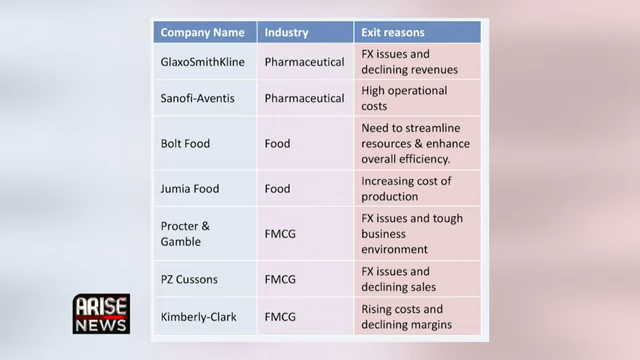 Company Name Industry Exit reasons
GlaxoSmithKline Pharmaceutical FX issues and
declining revenues
Sanofi-Aventis Pharmaceutical High operational
costs
Bolt Food Food Need to streamline
resources & enhance
overall efficiency.
Jumia Food Food Increasing cost of
production
Procter &
Gamble FMCG FX issues and tough
business
environment
PZ Cussons FMCG FX issues and
declining sales
Kimberly-Clark FMCG Rising costs and
declining margins
ARISE
NEWS